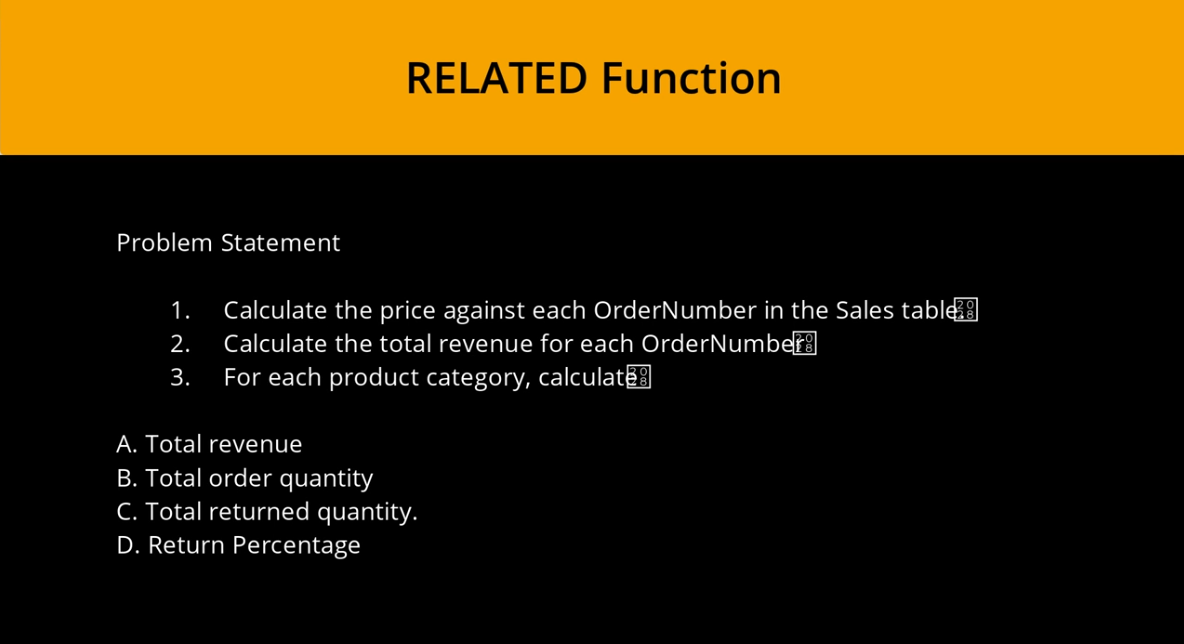 RELATED Function
Problem Statement
1. Calculate the price against each OrderNumber in the Sales table.
2. Calculate the total revenue for each OrderNumber
3. For each product category, calculate
A. Total revenue
B. Total order quantity
C. Total returned quantity.
D. Return Percentage